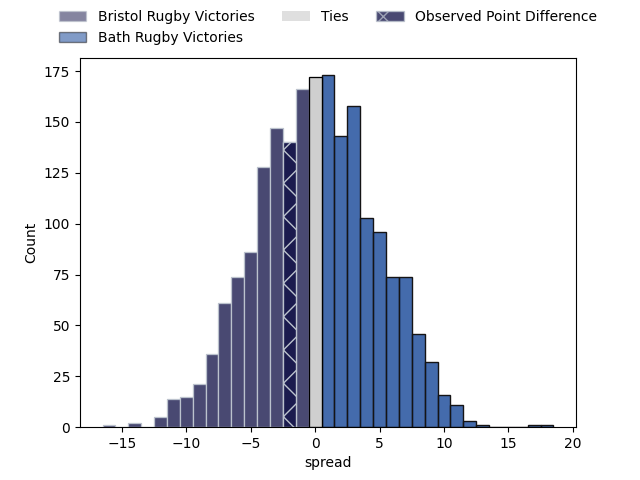 Bristol Rugby Victories
Ties
Observed Point Difference
Bath Rugby Victories
175
150
125
100
75
50
25
0
Count
−15
−10
−5
0
5
10
15
20
spread